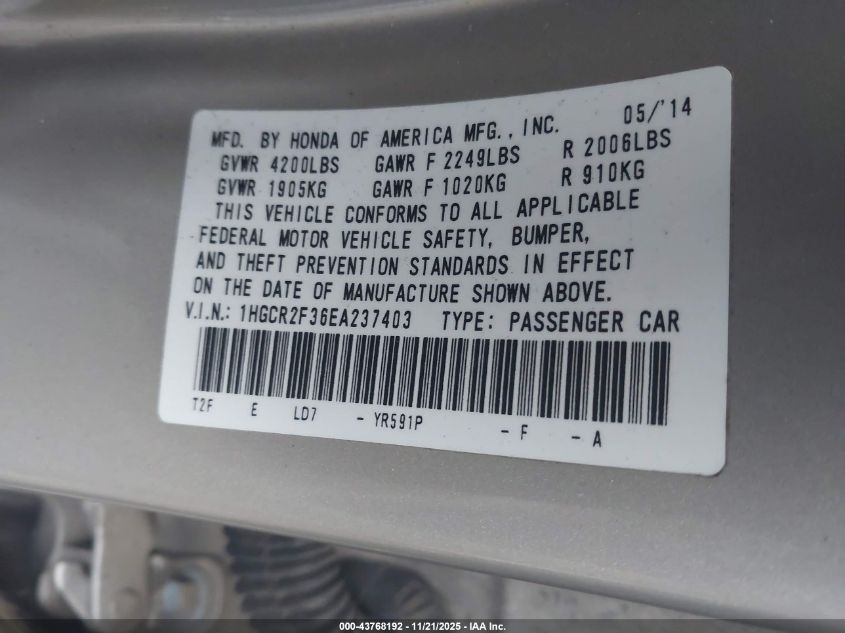 05/'14
MFD. BY HONDA OF AMERICA MFG., INC.
GVWR 4200LBS GAWR F 2249LBS R 2006LBS
GVWR 1905KG GAWR F 1020KG R 910KG
THIS VEHICLE CONFORMS TO ALL APPLICABLE
FEDERAL MOTOR VEHICLE SAFETY, BUMPER,
AND THEFT PREVENTION STANDARDS IN EFFECT
ON THE DATE OF MANUFACTURE SHOWN ABOVE.
V.I.N.: 1HGCR2F36EA237403 TYPE: PASSENGER CAR
T2F E LD7 - YR591P - F - A
000-43768192 - 11/21/2025 - IAA Inc.